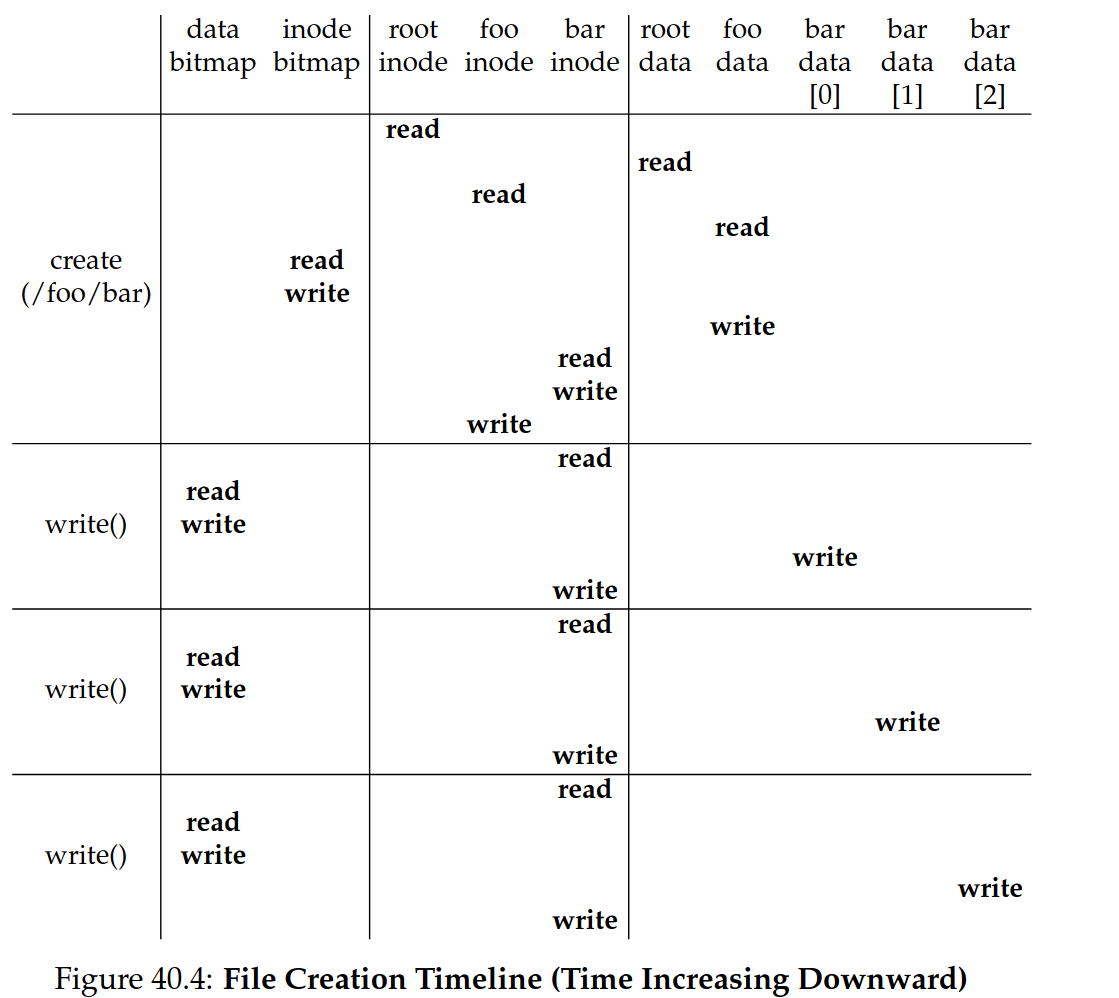 data inode root foo bar root foo bar bar bar
bitmap bitmap inode inode inode data data data data data
[0] [1] [2]
read
read
read
read
create read
(/foo/bar) write
write
read
write
write
read
read
write() write
write
write
read
read
write() write
write
write
read
read
write() write
write
write
Figure 40.4: File Creation Timeline (Time Increasing Downward)